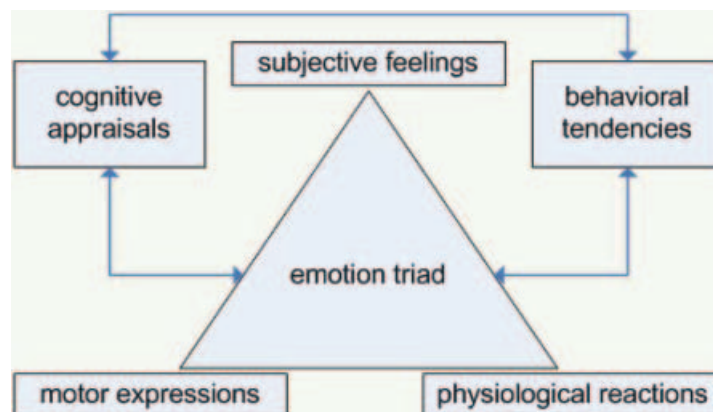 subjective feelings
cognitive
appraisals
behavioral
tendencies
emotion triad
motor expressions
physiological reactions